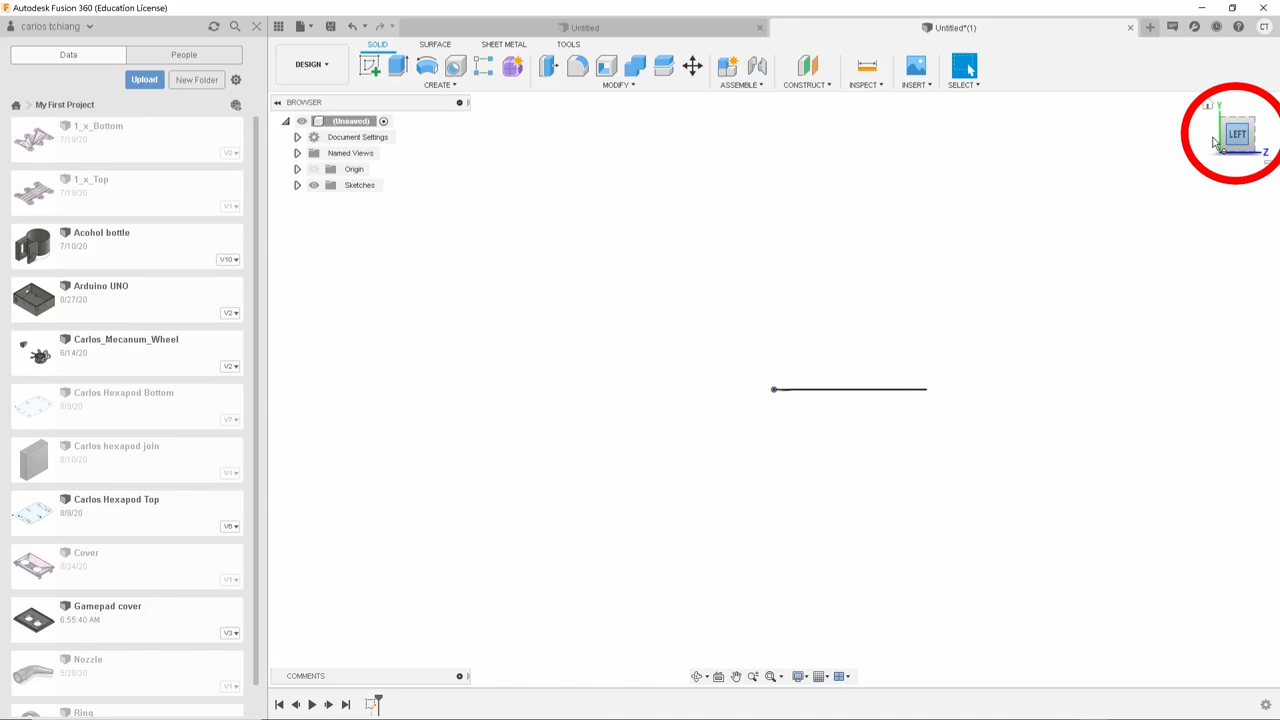 Autodesk Fusion 360 (Education License)
carlos tchiang
Untitled
Untitled*(1)
CT
Data
People
SOLID
SURFACE
SHEET METAL
TOOLS
DESIGN
CREATE
MODIFY
ASSEMBLE
CONSTRUCT
INSPECT
INSERT
SELECT
Upload
New Folder
My First Project
BROWSER
(Unsaved)
Document Settings
Named Views
Origin
Sketches
Y
LEFT
Z
1_x_Bottom
7/19/20
V2
1_x_Top
7/19/20
V1
Acohol bottle
7/10/20
V10
Arduino UNO
6/27/20
V2
Carlos_Mecanum_Wheel
6/14/20
V2
Carlos Hexapod Bottom
8/9/20
V7
Carlos hexapod join
8/10/20
V1
Carlos Hexapod Top
8/9/20
V6
Cover
6/24/20
V1
Gamepad cover
6:55:40 AM
V3
Nozzle
5/28/20
V1
Ring
COMMENTS